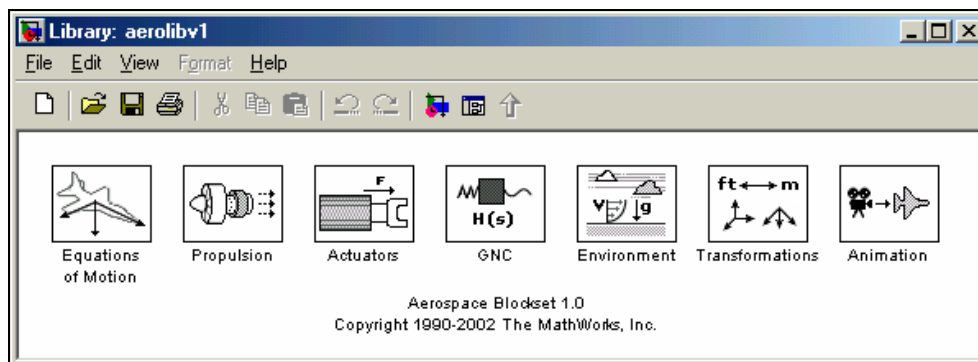 Library: aerolibv1
File Edit View Format Help
F
ft m
V g
H(s)
Equations of Motion
Propulsion
Actuators
GNC
Environment
Transformations
Animation
Aerospace Blockset 1.0
Copyright 1990-2002 The MathWorks, Inc.